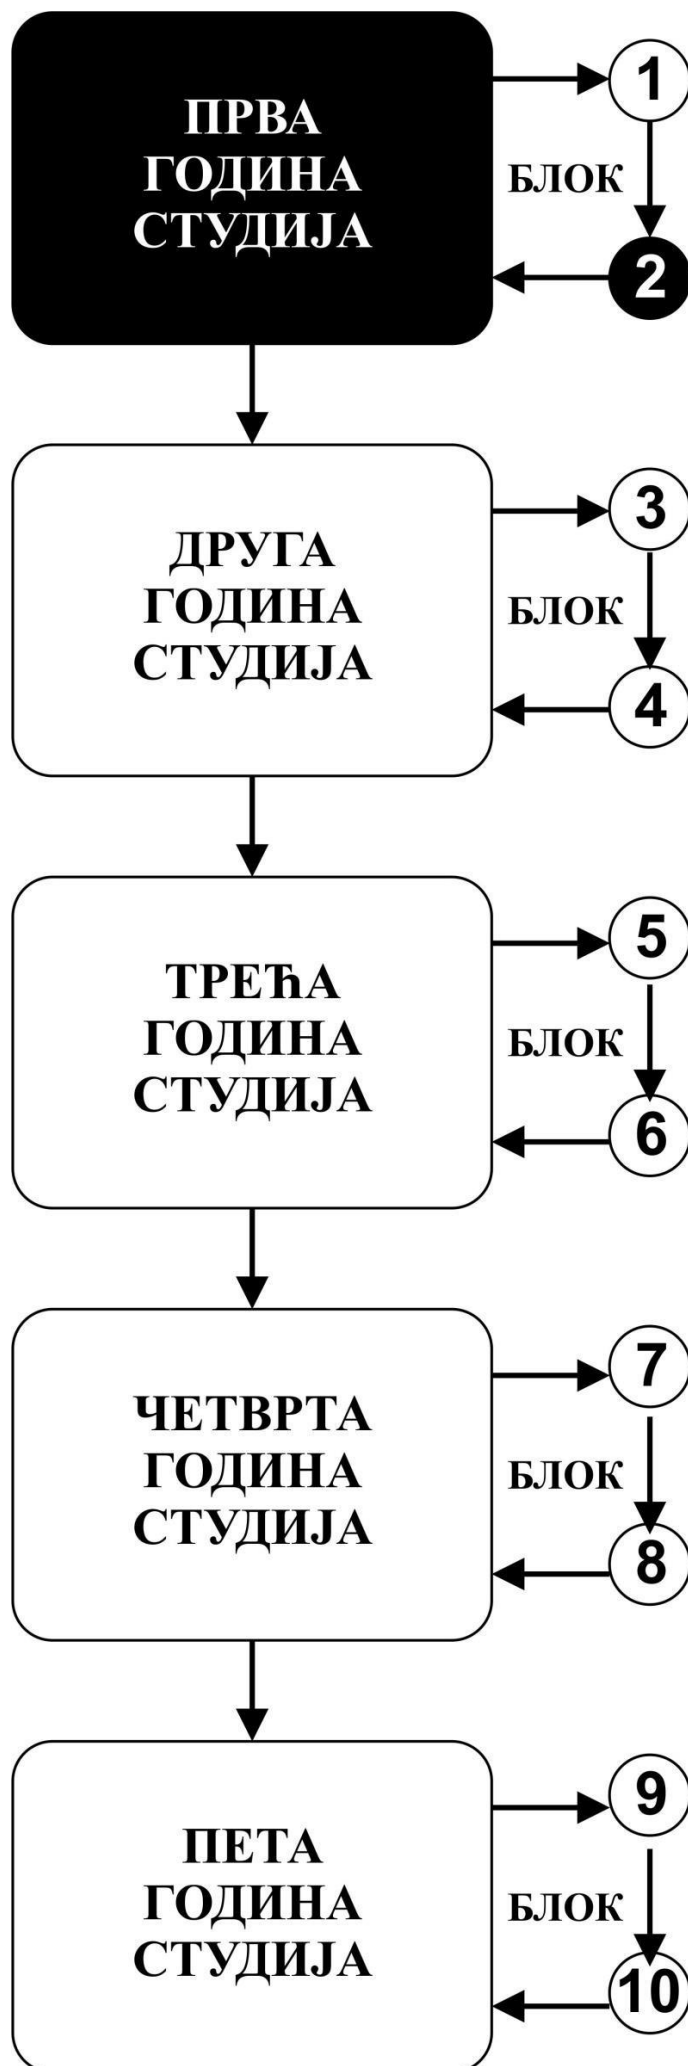 ПРВА
ГОДИНА
СТУДИЈА
1
БЛОК
2
ДРУГА
ГОДИНА
СТУДИЈА
3
БЛОК
4
ТРЕЋА
ГОДИНА
СТУДИЈА
5
БЛОК
6
ЧЕТВРТА
ГОДИНА
СТУДИЈА
7
БЛОК
8
ПЕТА
ГОДИНА
СТУДИЈА
9
БЛОК
10